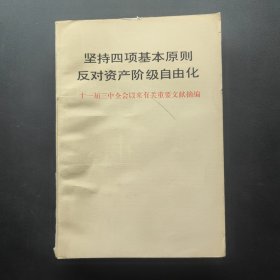 坚持四项基本原则
反对资产阶级自由化
十一届三中全会以来有关重要文献摘编